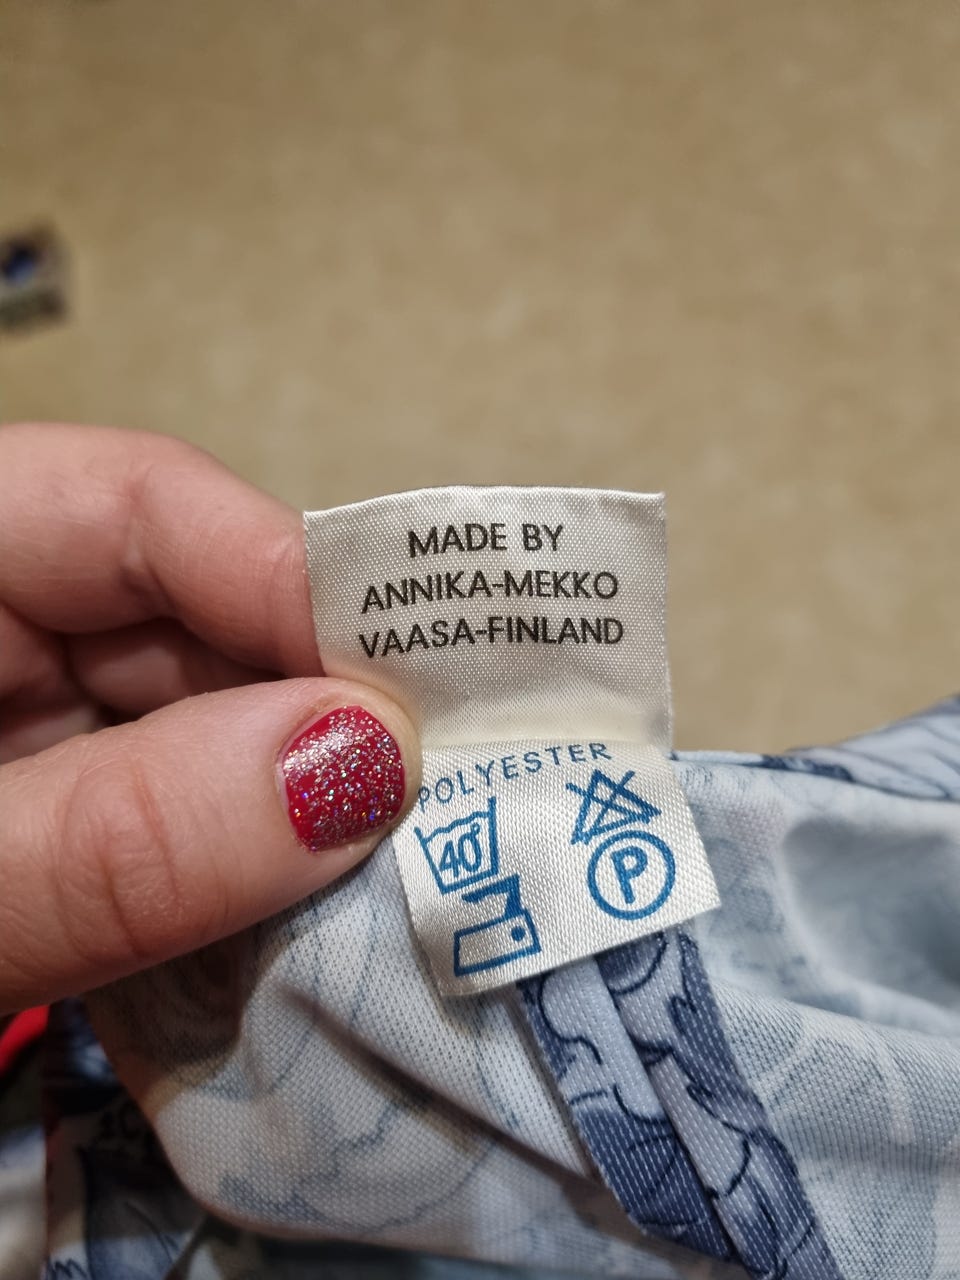 MADE BY
ANNIKA-MEKKO
VAASA-FINLAND
POLYESTER
40°
P